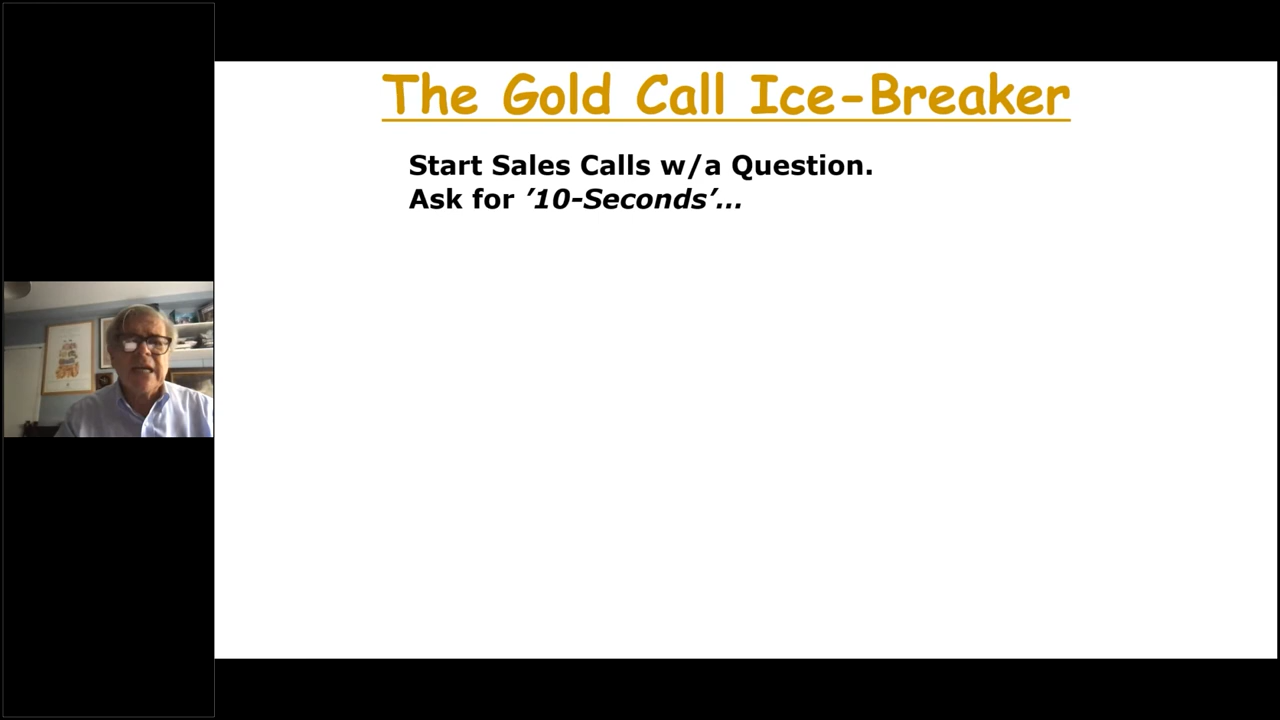 The Gold Call Ice-Breaker
Start Sales Calls w/a Question.
Ask for ’10-Seconds’...